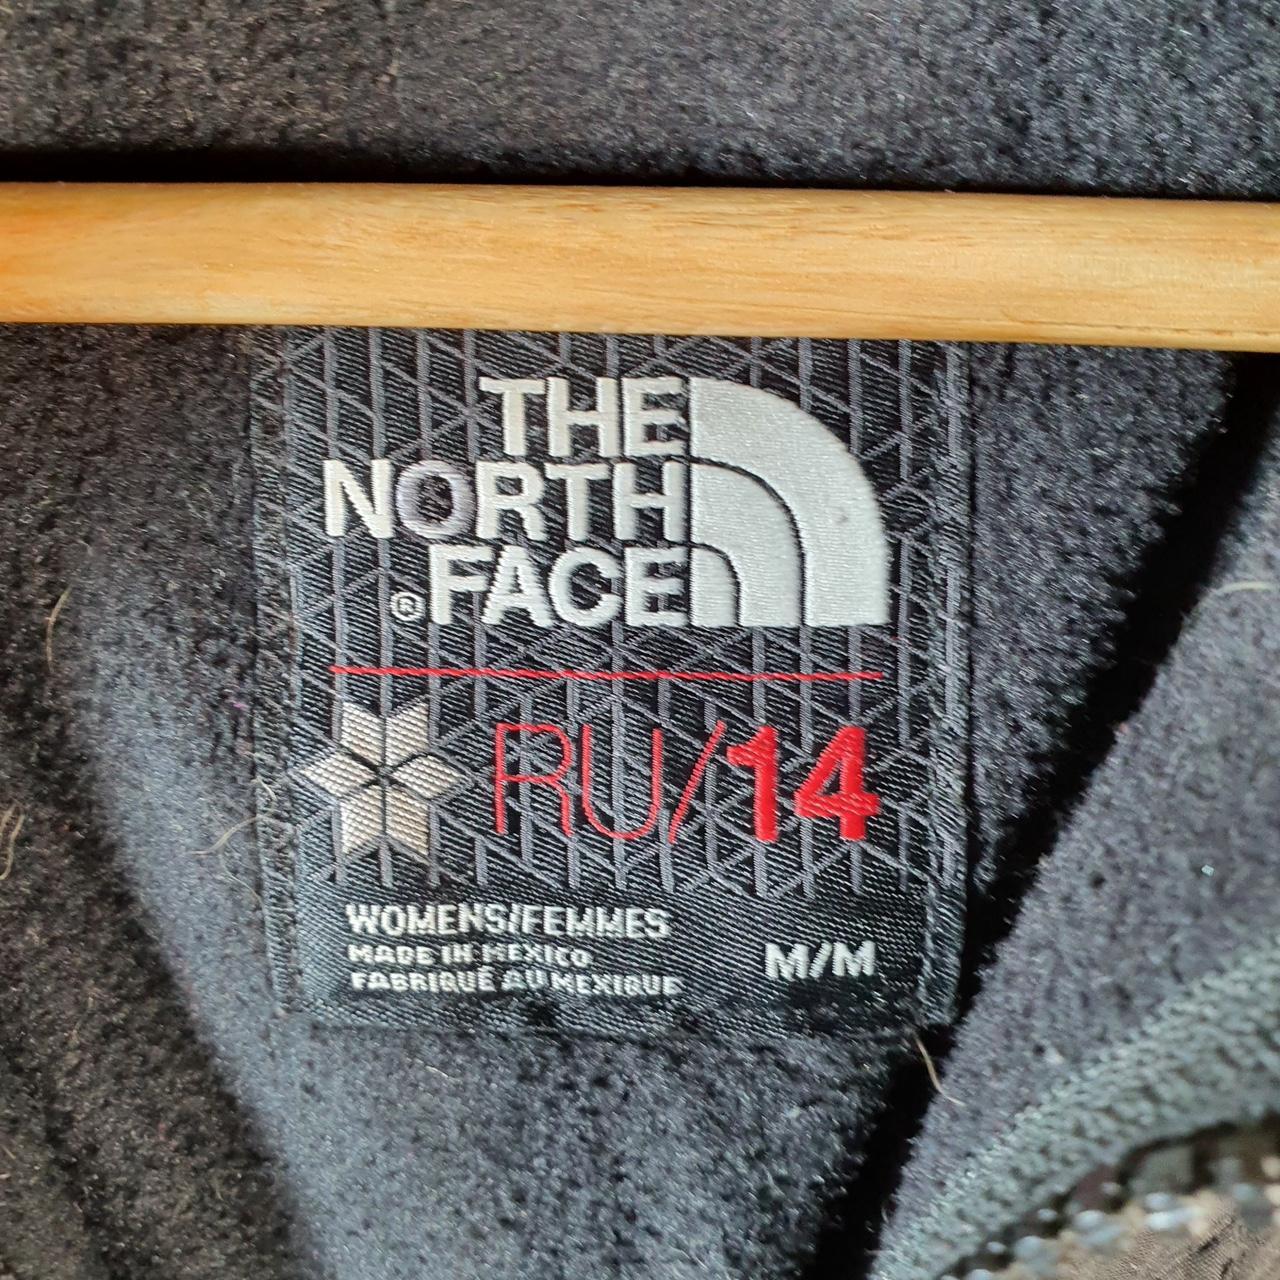 THE
NORTH
® FACE
RU/14
WOMENS/FEMMES
MADE IN MEXICO
FABRIQUÉ AU MEXIQUE
M/M